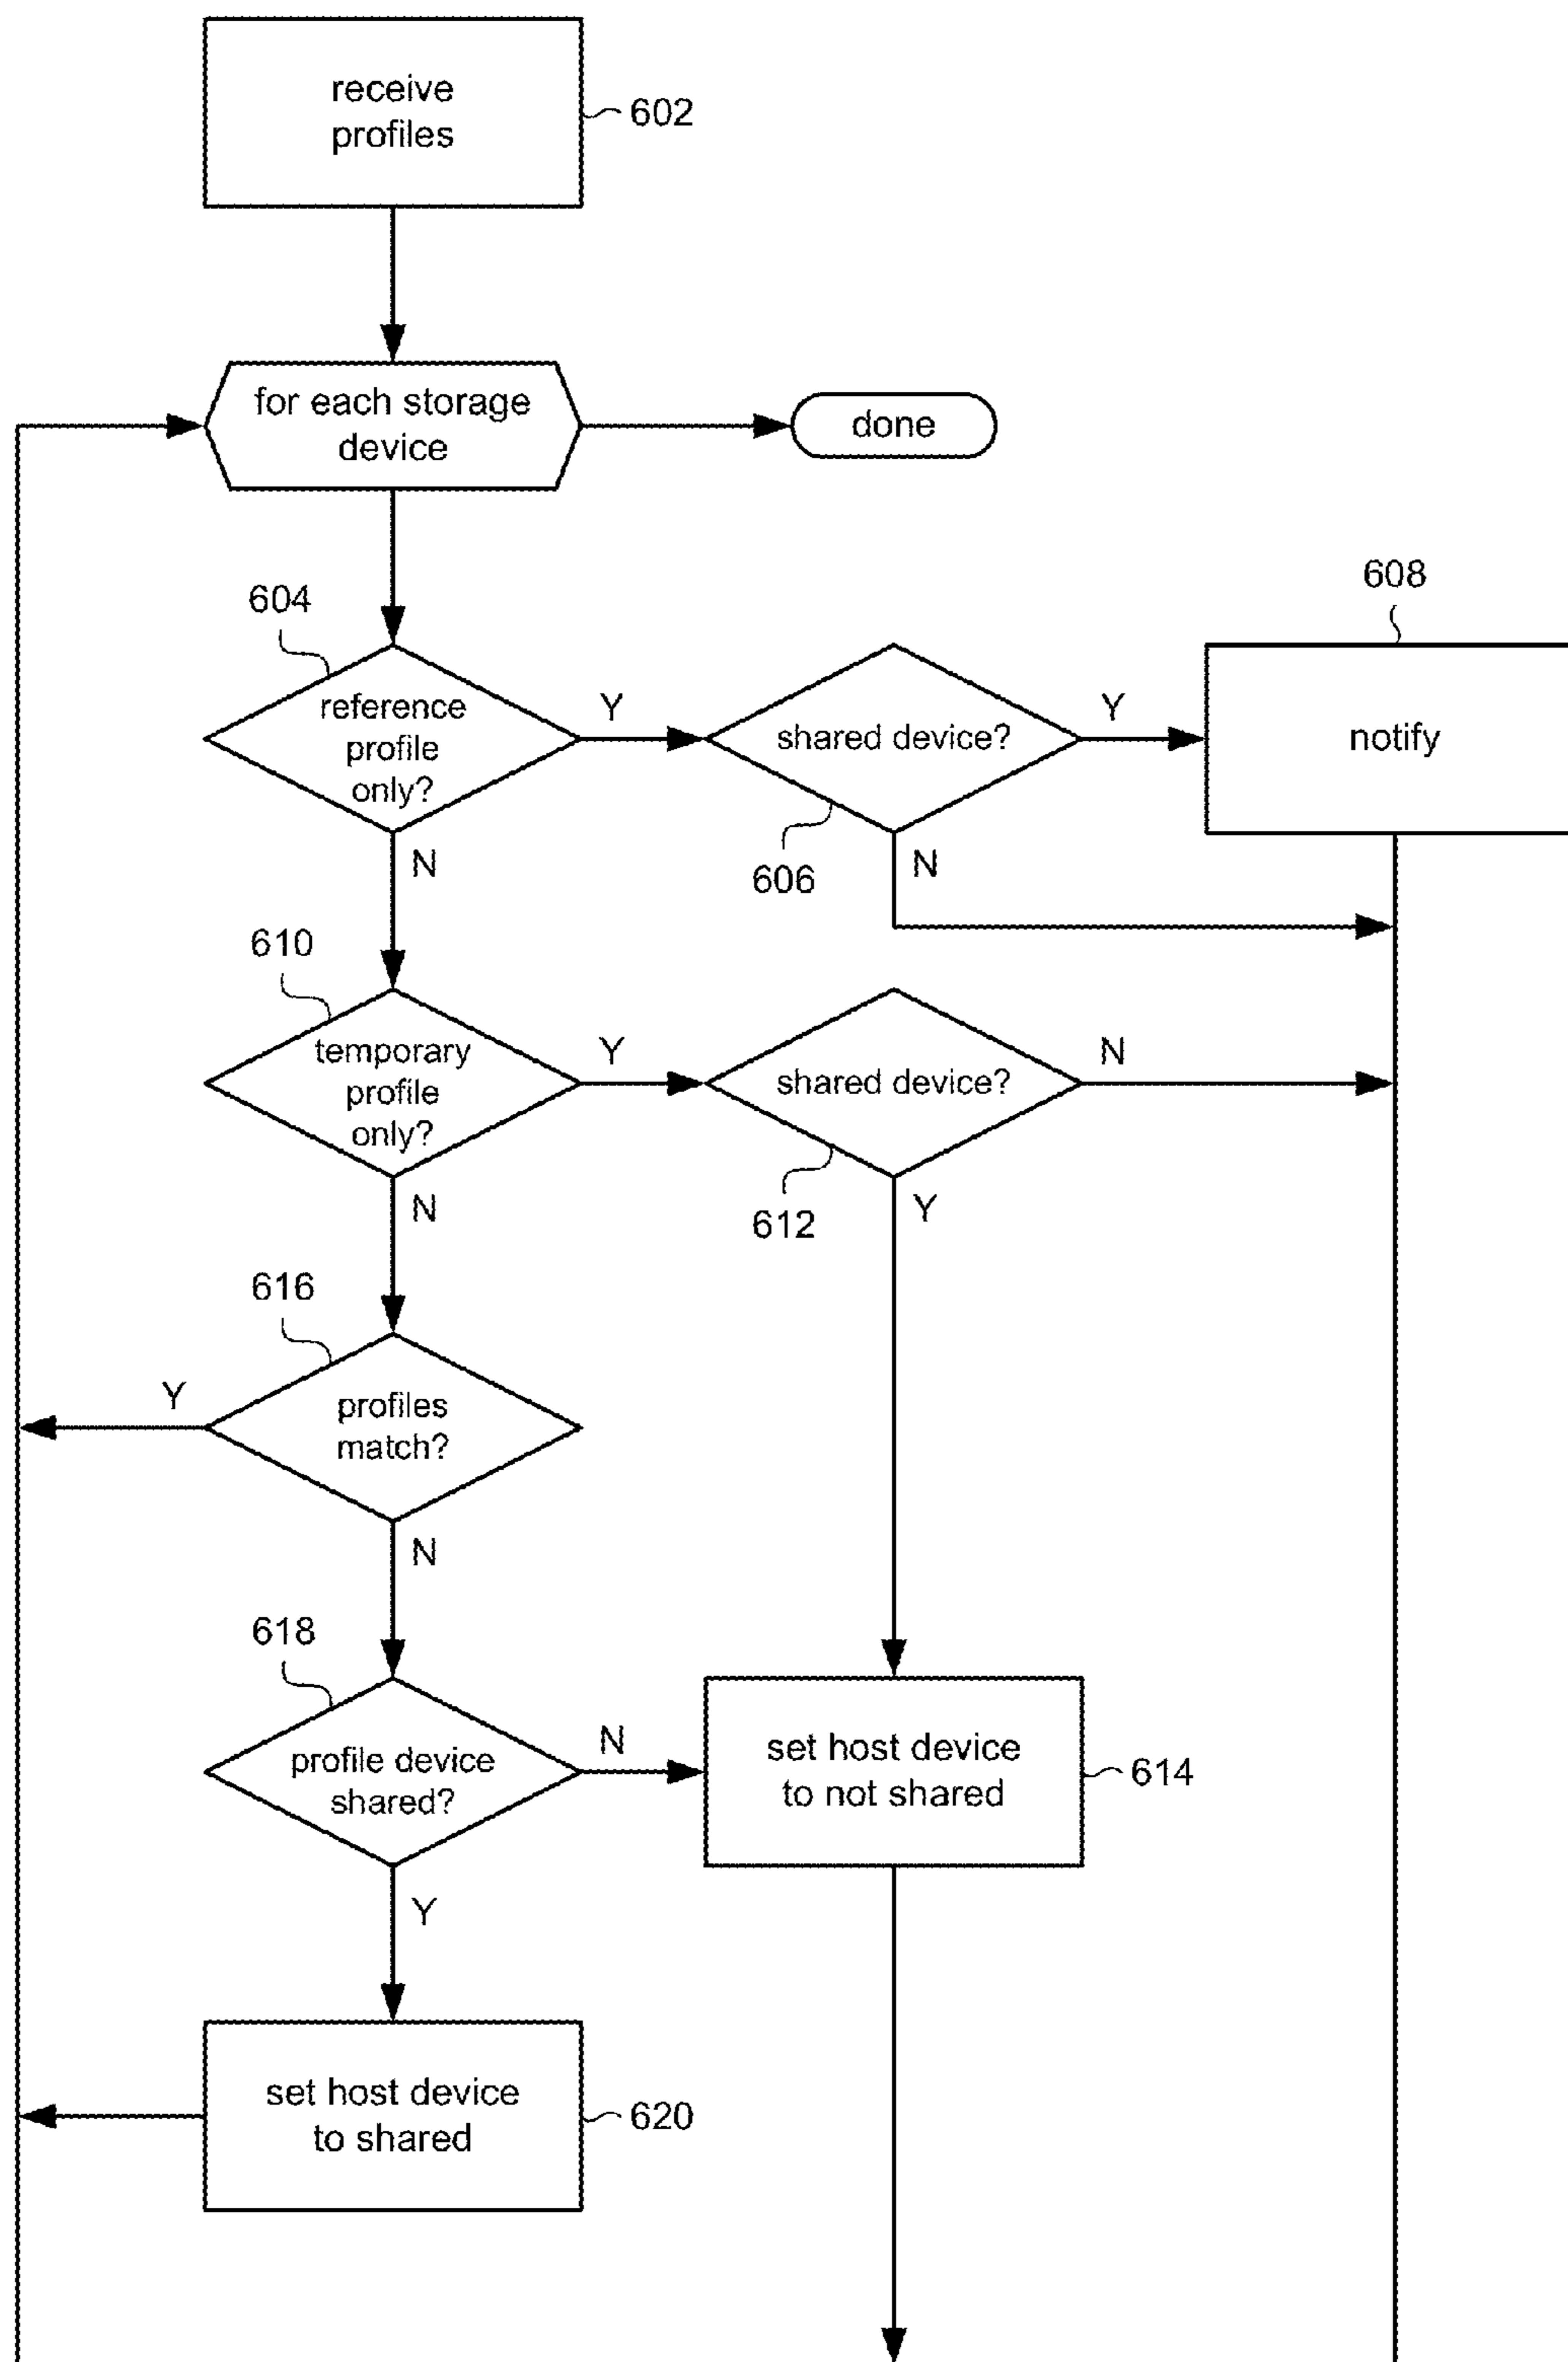 receive
profiles
602
for each storage
device
done
604
608
reference
profile
only?
Y
shared device?
Y
notify
N
606
N
610
temporary
profile
only?
Y
shared device?
N
N
612
Y
616
Y
profiles
match?
N
618
profile device
shared?
N
set host device
to not shared
614
Y
set host device
to shared
620